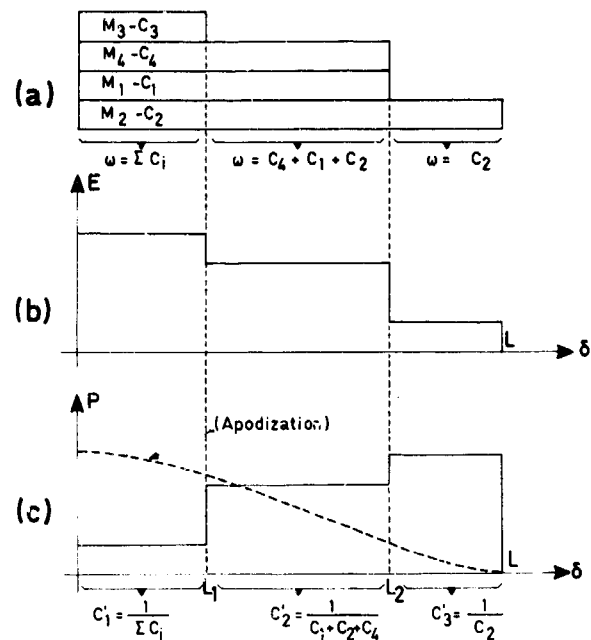 (a)
M₃-C₃
M₄-C₄
M₁-C₁
M₂-C₂
ω = Σ Cᵢ
ω = C₄ + C₁ + C₂
ω = C₂
E
(b)
L
δ
P
(Apodization)
(c)
L
δ
L₁
L₂
C'₁ = 1/Σ Cᵢ
C'₂ = 1/C₁+C₂+C₄
C'₃ = 1/C₂